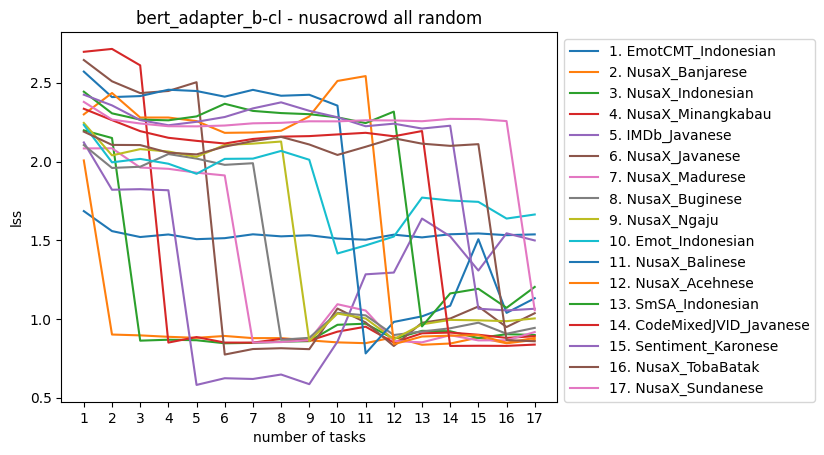 bert_adapter_b-cl - nusacrowd all random
lss
2.5
2.0
1.5
1.0
0.5
1 2 3 4 5 6 7 8 9 10 11 12 13 14 15 16 17
number of tasks
1. EmotCMT_Indonesian
2. NusaX_Banjarese
3. NusaX_Indonesian
4. NusaX_Minangkabau
5. IMDb_Javanese
6. NusaX_Javanese
7. NusaX_Madurese
8. NusaX_Buginese
9. NusaX_Ngaju
10. Emot_Indonesian
11. NusaX_Balinese
12. NusaX_Acehnese
13. SmSA_Indonesian
14. CodeMixedJVID_Javanese
15. Sentiment_Karonese
16. NusaX_TobaBatak
17. NusaX_Sundanese